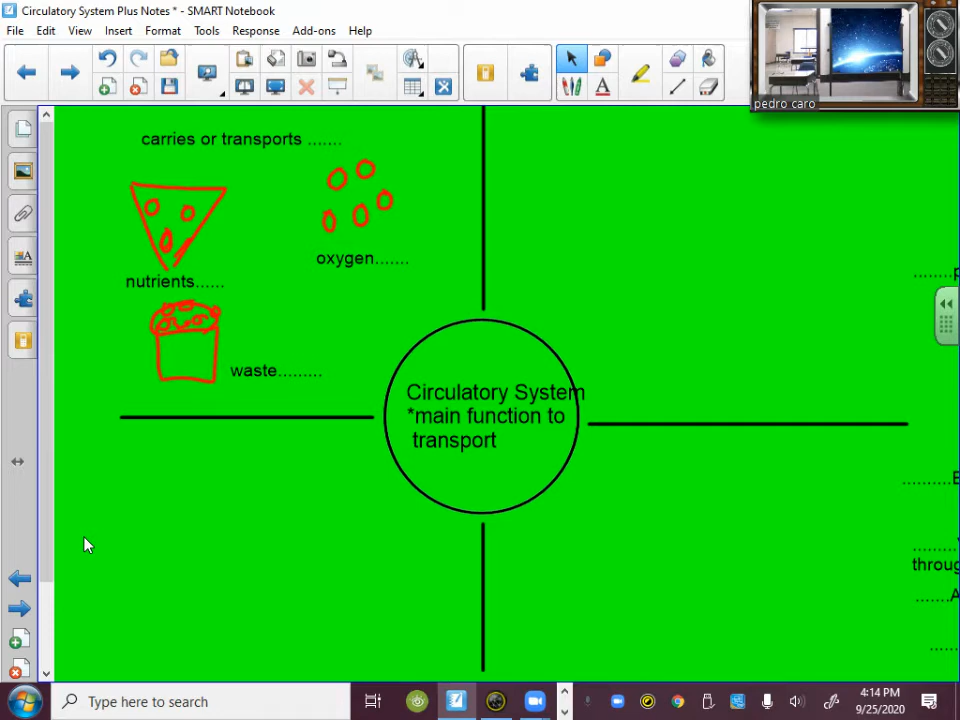 Circulatory System Plus Notes * - SMART Notebook
File Edit View Insert Format Tools Response Add-ons Help
pedro caro
carries or transports .......
oxygen.......
nutrients......
........p
waste.........
Circulatory System
*main function to
transport
..........E
.........
throug
.......A
......
Type here to search
4:14 PM
9/25/2020